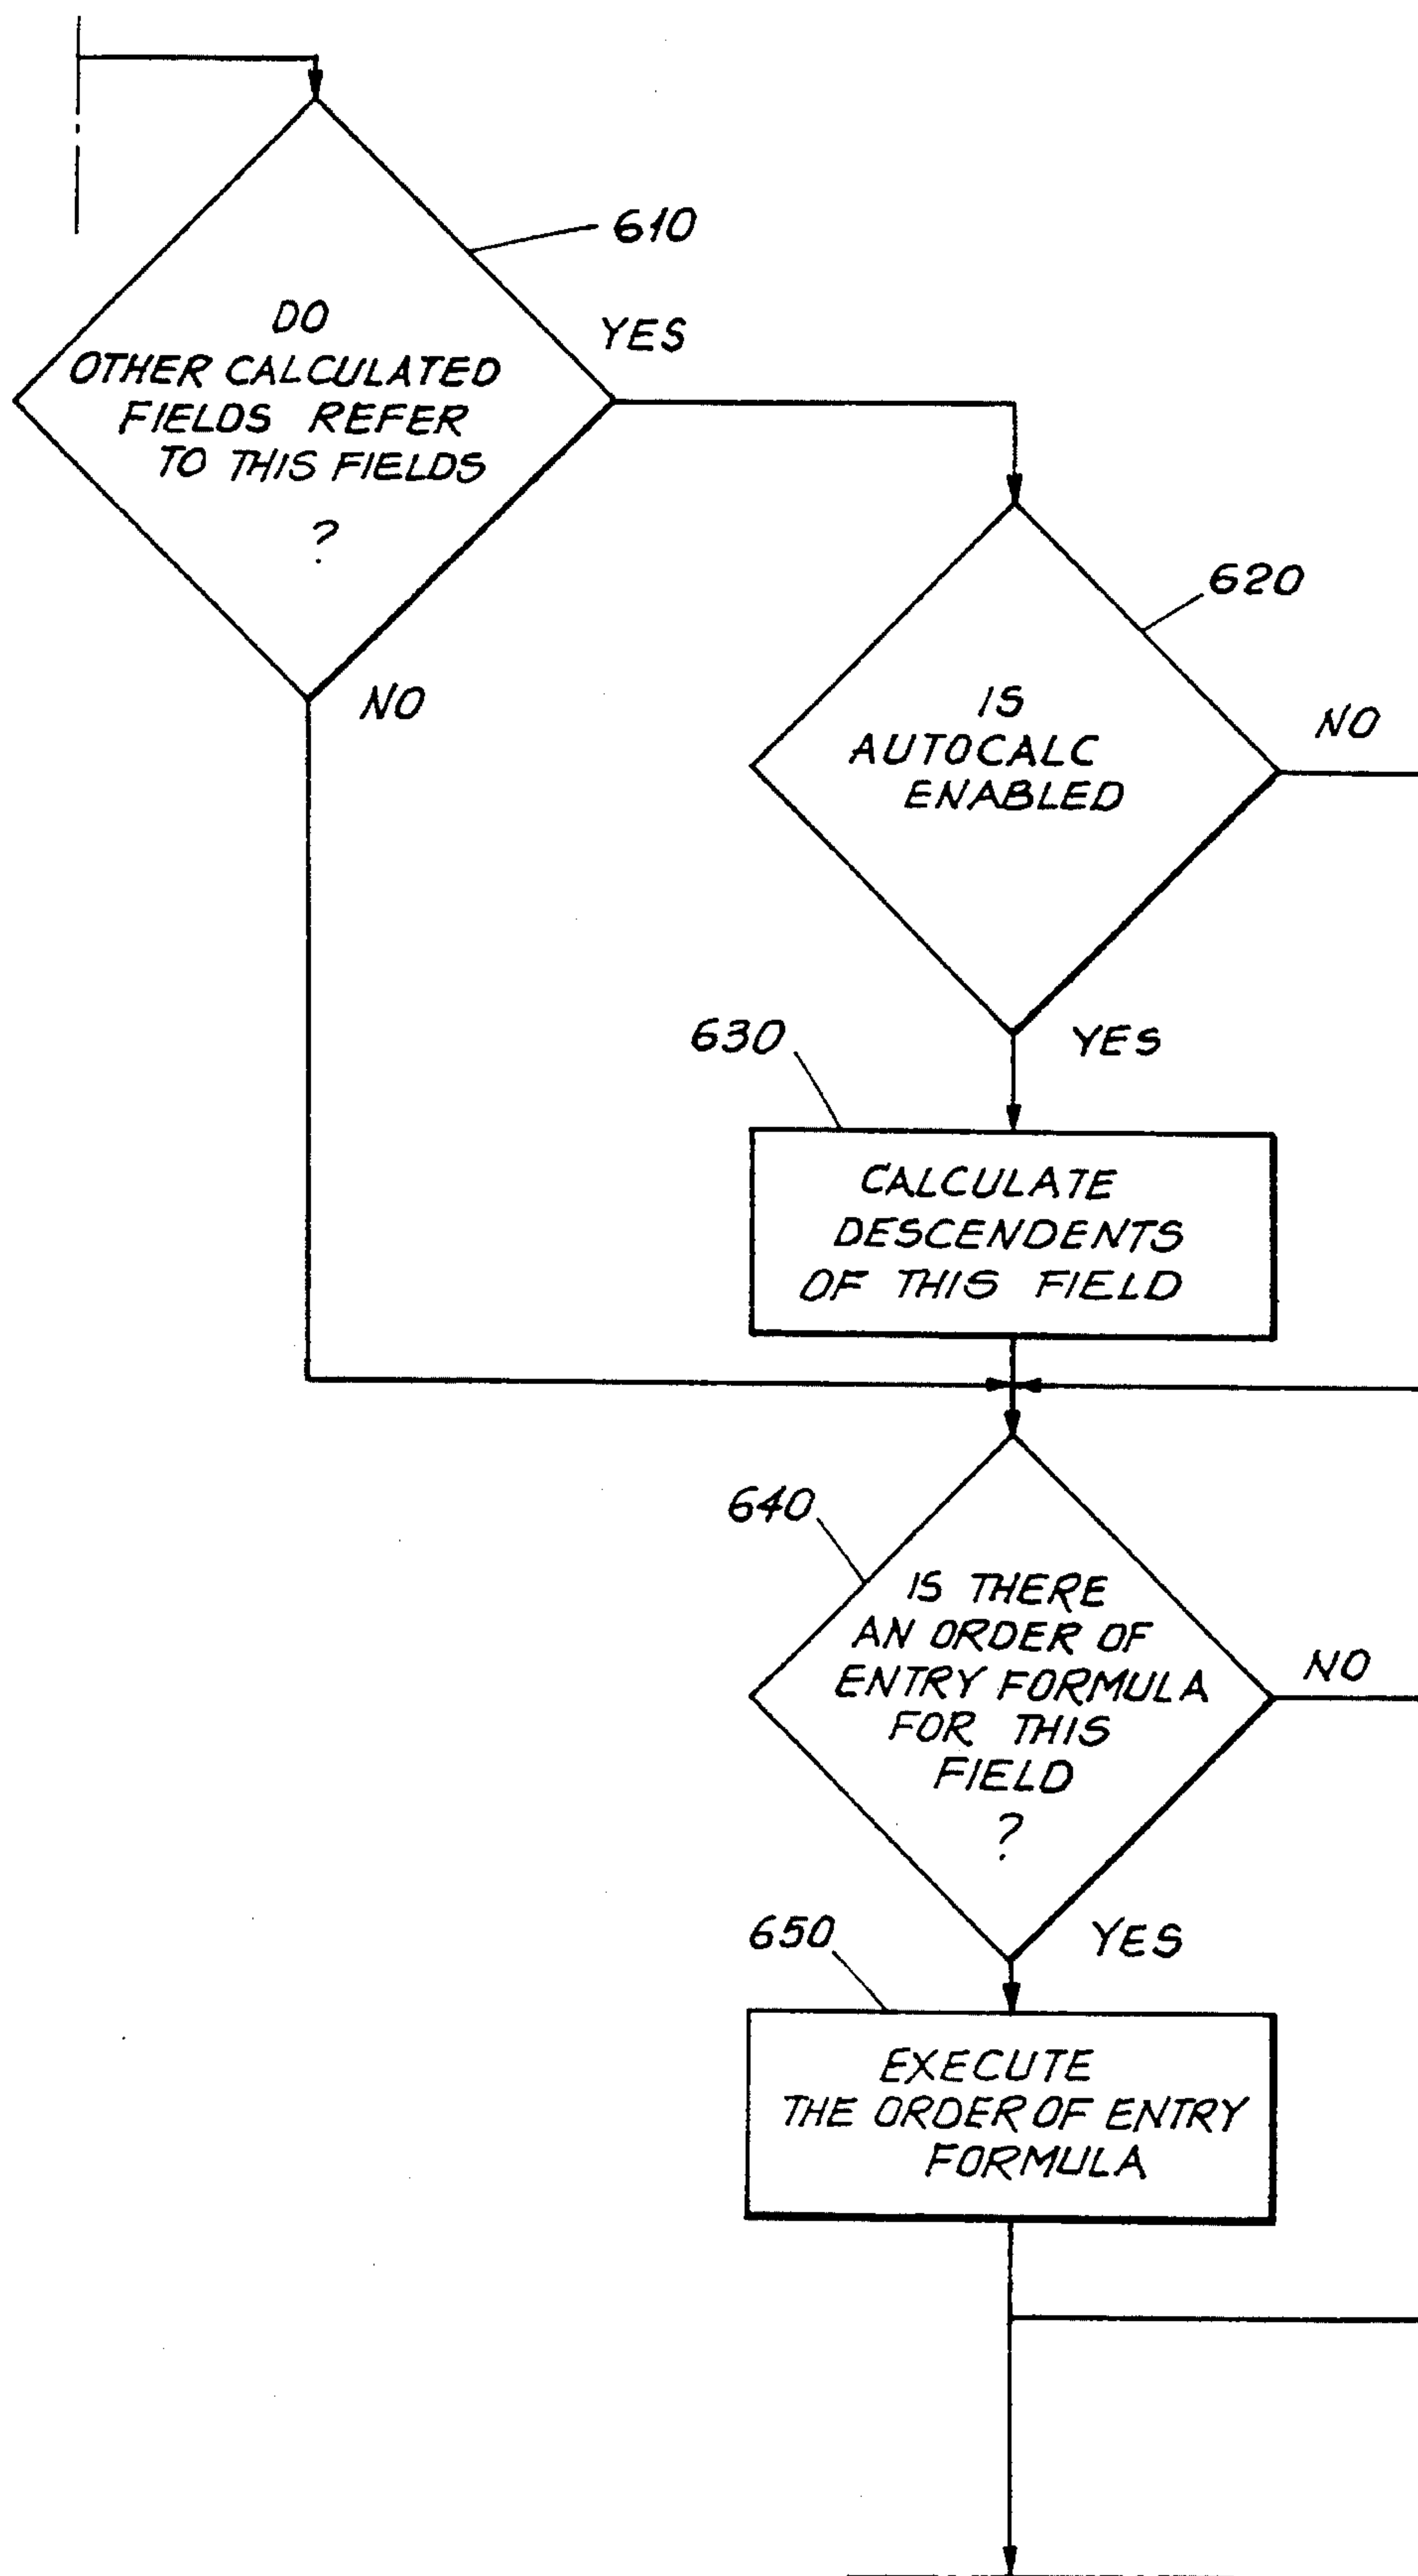 610
DO
OTHER CALCULATED
FIELDS REFER
TO THIS FIELDS
?
YES
NO
620
IS
AUTOCALC
ENABLED
NO
YES
630
CALCULATE
DESCENDENTS
OF THIS FIELD
640
IS THERE
AN ORDER OF
ENTRY FORMULA
FOR THIS
FIELD
?
NO
YES
650
EXECUTE
THE ORDER OF ENTRY
FORMULA